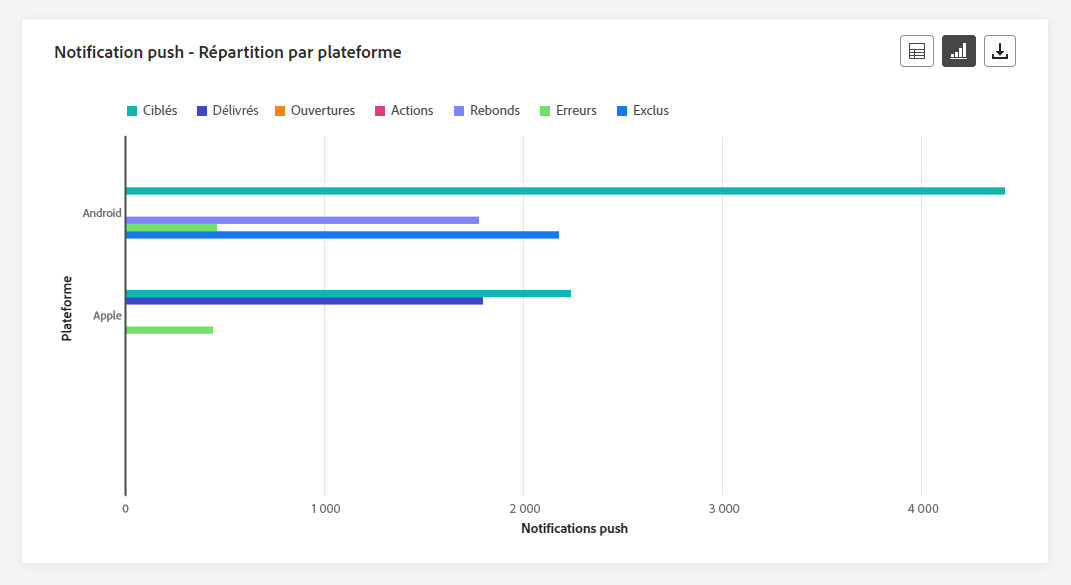 Notification push - Répartition par plateforme
Ciblés Délivrés Ouvertures Actions Rebonds Erreurs Exclus
Android
Apple
Plateforme
0 1 000 2 000 3 000 4 000
Notifications push